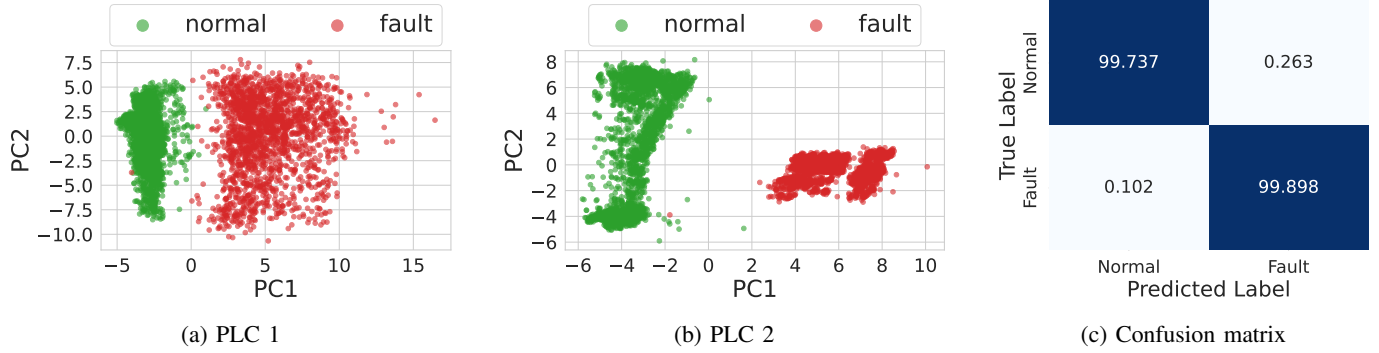 normal fault
7.5
5.0
2.5
0.0
−2.5
−5.0
−7.5
−10.0
PC2
−5 0 5 10 15
PC1
(a) PLC 1
normal fault
8
6
4
2
0
−2
−4
−6
PC2
−6 −4 −2 0 2 4 6 8 10
PC1
(b) PLC 2
True Label
Normal
Fault
99.737 0.263
0.102 99.898
Normal Fault
Predicted Label
(c) Confusion matrix